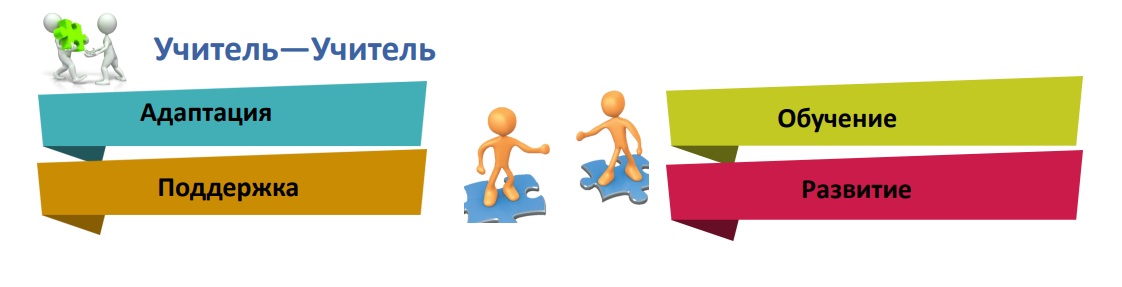 Учитель—Учитель
Адаптация
Поддержка
Обучение
Развитие